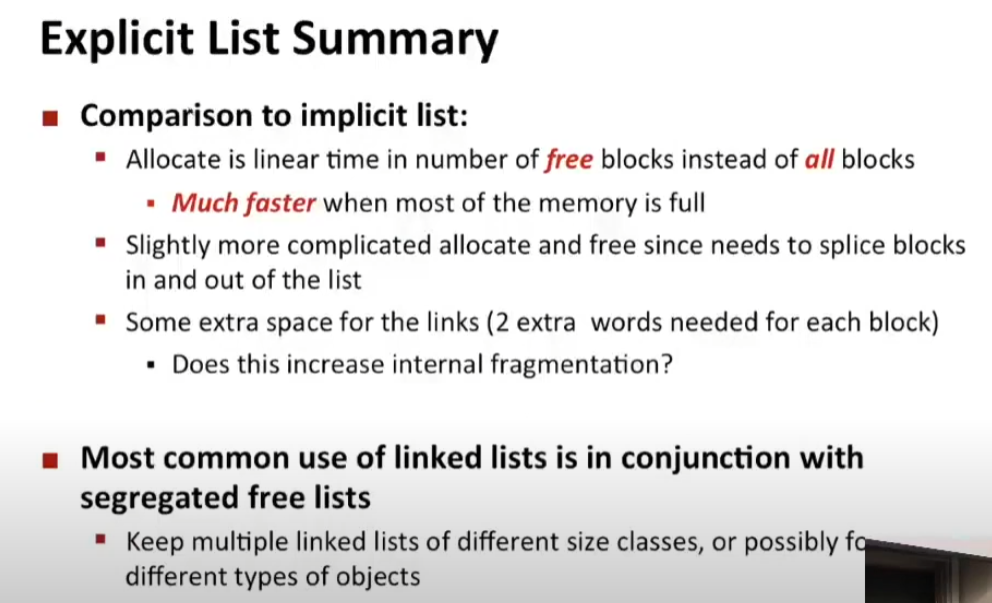 Explicit List Summary
Comparison to implicit list:
Allocate is linear time in number of free blocks instead of all blocks
Much faster when most of the memory is full
Slightly more complicated allocate and free since needs to splice blocks
in and out of the list
Some extra space for the links (2 extra  words needed for each block)
Does this increase internal fragmentation?
Most common use of linked lists is in conjunction with
segregated free lists
Keep multiple linked lists of different size classes, or possibly
different types of objects